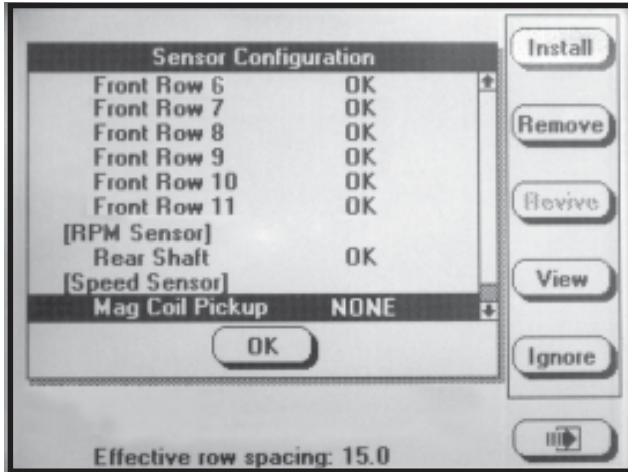 Sensor Configuration
Front Row 6 OK
Front Row 7 OK
Front Row 8 OK
Front Row 9 OK
Front Row 10 OK
Front Row 11 OK
[RPM Sensor]
Rear Shaft OK
[Speed Sensor]
Mag Coil Pickup NONE
OK
Effective row spacing: 15.0
Install
Remove
Revive
View
Ignore